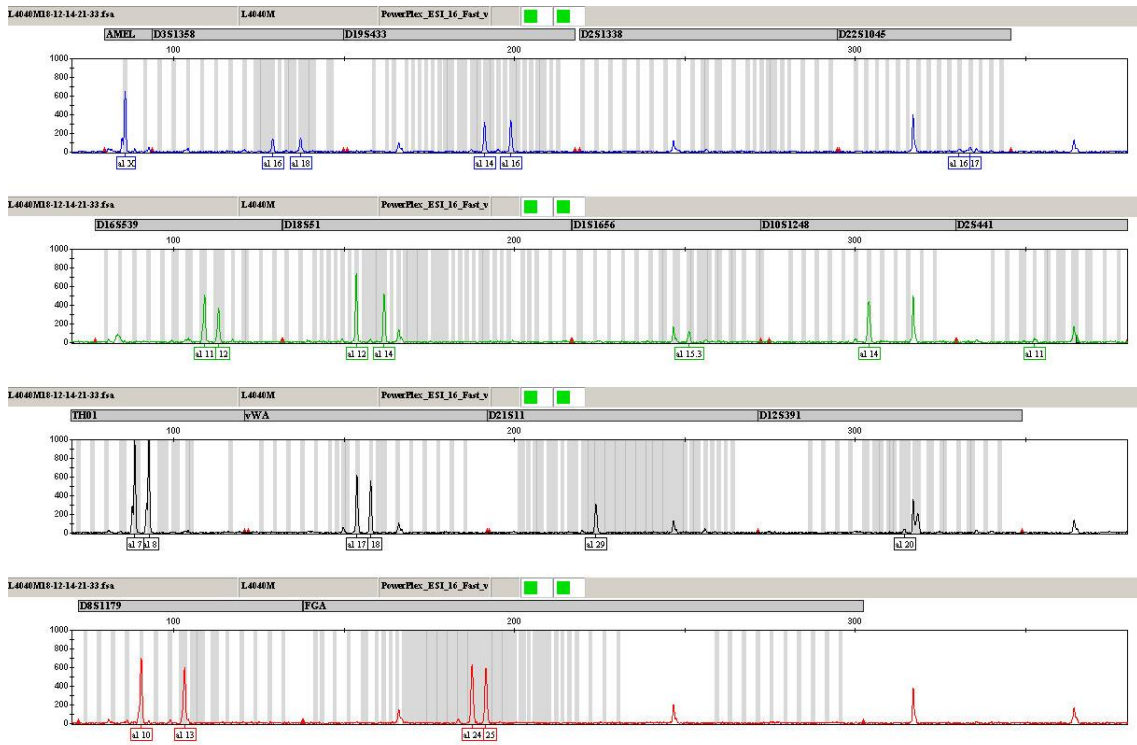 L4040M18-12-14-21-33.fsa L4040M PowerPlex_ESI_16_Fast_v
AMEL D3S1358 D19S433 D2S1338 D22S1045
100 200 300
1000
800
600
400
200
0
al 16 al 18 al 14 al 16 al 16 17
L4040M18-12-14-21-33.fsa L4040M PowerPlex_ESI_16_Fast_v
D16S539 D18S51 D1S1656 D10S1248 D2S441
100 200 300
1000
800
600
400
200
0
al 11 12 al 12 al 14 al 15.3 al 14 al 11
L4040M18-12-14-21-33.fsa L4040M PowerPlex_ESI_16_Fast_v
TH01 vWA D21S11 D12S391
100 200 300
1000
800
600
400
200
0
al 7 al 8 al 17 18 al 29 al 20
L4040M18-12-14-21-33.fsa L4040M PowerPlex_ESI_16_Fast_v
D8S1179 FGA
100 200 300
1000
800
600
400
200
0
al 10 al 13 al 24 25